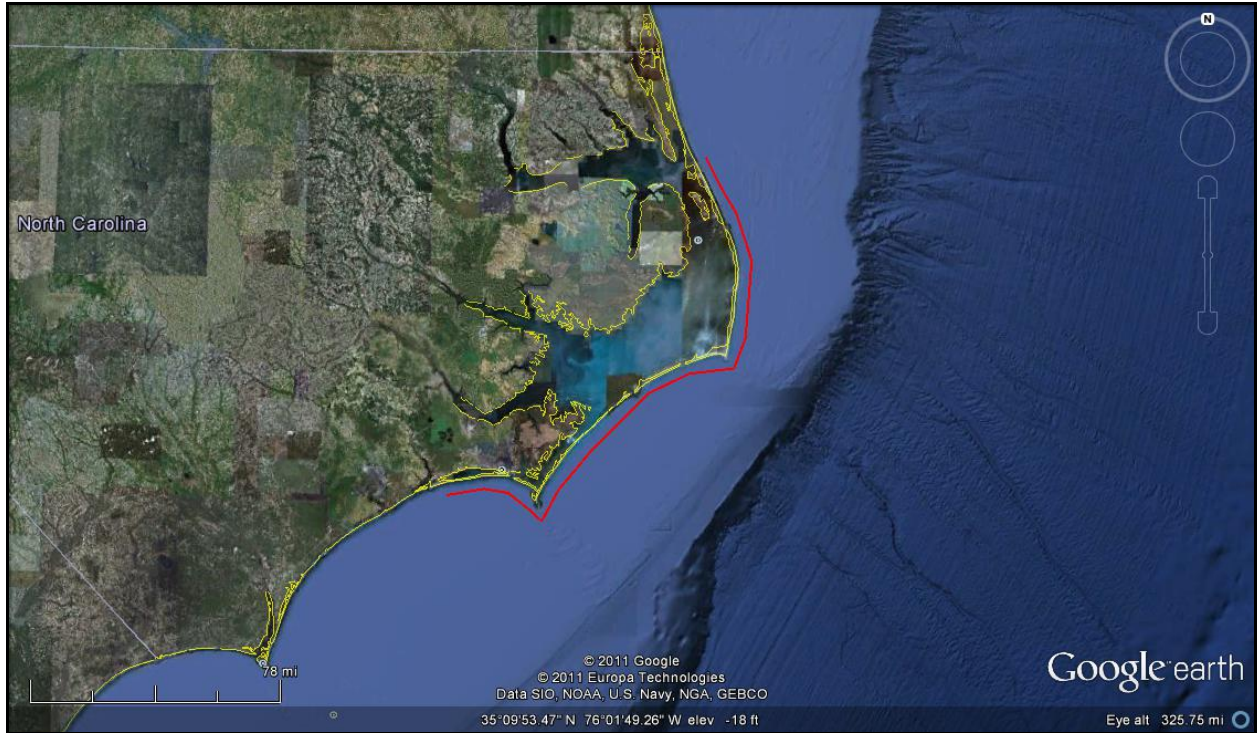 N
North Carolina
78 mi
© 2011 Google
© 2011 Europa Technologies
Data SIO, NOAA, U.S. Navy, NGA, GEBCO
Google earth
35°09'53.47" N 76°01'49.26" W elev -18 ft
Eye alt 325.75 mi